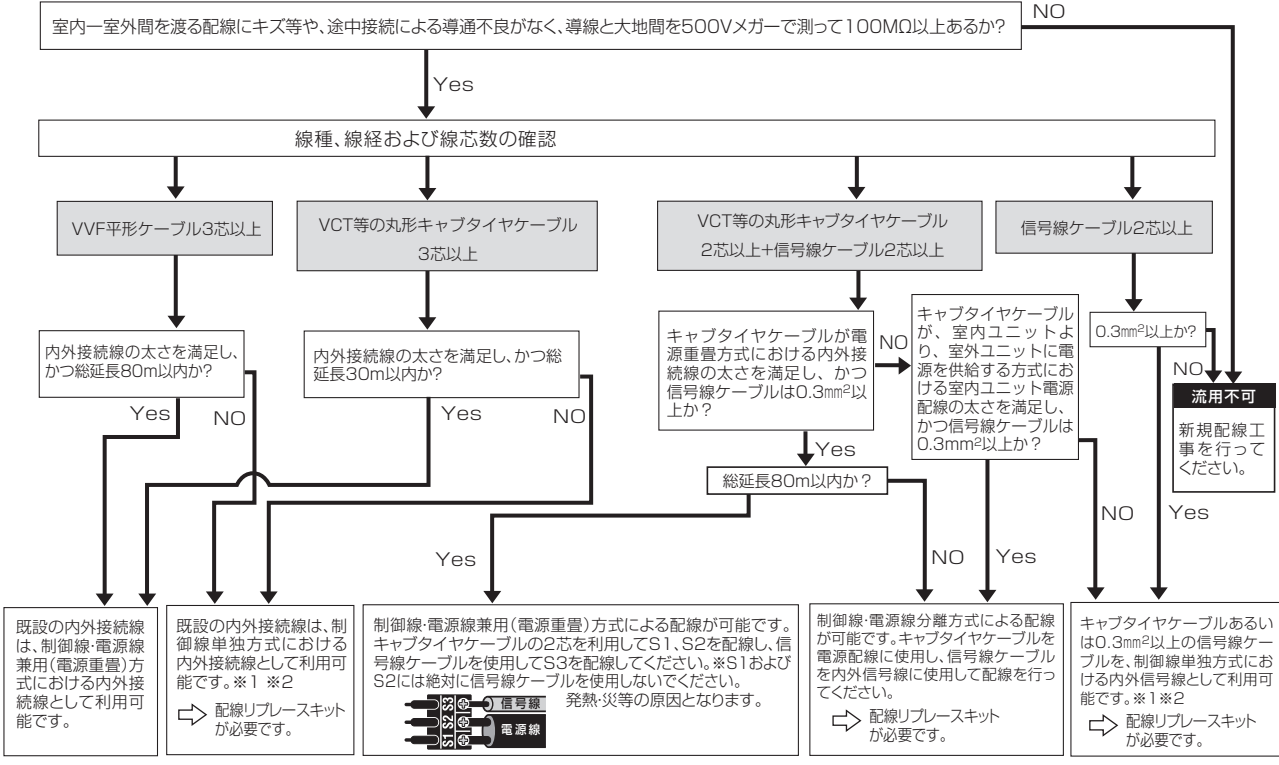 室内ー室外間を渡る配線にキズ等や、途中接続による導通不良がなく、導線と大地間を500Vメガーで測って100MΩ以上あるか?
NO
Yes
線種、線経および線芯数の確認
VVF平形ケーブル3芯以上
VCT等の丸形キャブタイヤケーブル
3芯以上
VCT等の丸形キャブタイヤケーブル
2芯以上+信号線ケーブル2芯以上
信号線ケーブル2芯以上
内外接続線の太さを満足し、
かつ総延長80m以内か?
Yes
NO
内外接続線の太さを満足し、かつ総
延長30m以内か?
Yes
NO
キャブタイヤケーブルが電
源重畳方式における内外接
続線の太さを満足し、かつ
信号線ケーブルは0.3mm²以
上か?
NO
Yes
キャブタイヤケーブル
が、室内ユニットよ
り、室外ユニットに電
源を供給する方式にお
ける室内ユニット電源
配線の太さを満足し、
かつ信号線ケーブルは
0.3mm²以上か?
0.3mm²以上か?
NO
流用不可
新規配線工
事を行って
ください。
総延長80m以内か?
Yes
NO
Yes
NO
Yes
既設の内外接続線
は、制御線・電源線
兼用(電源重畳)方
式における内外接
続線として利用可
能です。
既設の内外接続線は、制
御線単独方式における
内外接続線として利用可
能です。※1 ※2
配線リプレースキット
が必要です。
制御線・電源線兼用(電源重畳)方式による配線が可能です。
キャブタイヤケーブルの2芯を利用してS1、S2を配線し、信
号線ケーブルを使用してS3を配線してください。※S1および
S2には絶対に信号ケーブルを使用しないでください。
発熱・災等の原因となります。
S1 S2 S3
信号線
電源線
制御線・電源線分離方式による配線
が可能です。キャブタイヤケーブルを
電源配線に使用し、信号線ケーブル
を内外信号線に使用して配線を行っ
てください。
配線リプレースキット
が必要です。
キャブタイヤケーブルあるい
は0.3mm²以上の信号線ケー
ブルを、制御線単独方式にお
ける内外信号線として利用可
能です。※1※2
配線リプレースキット
が必要です。